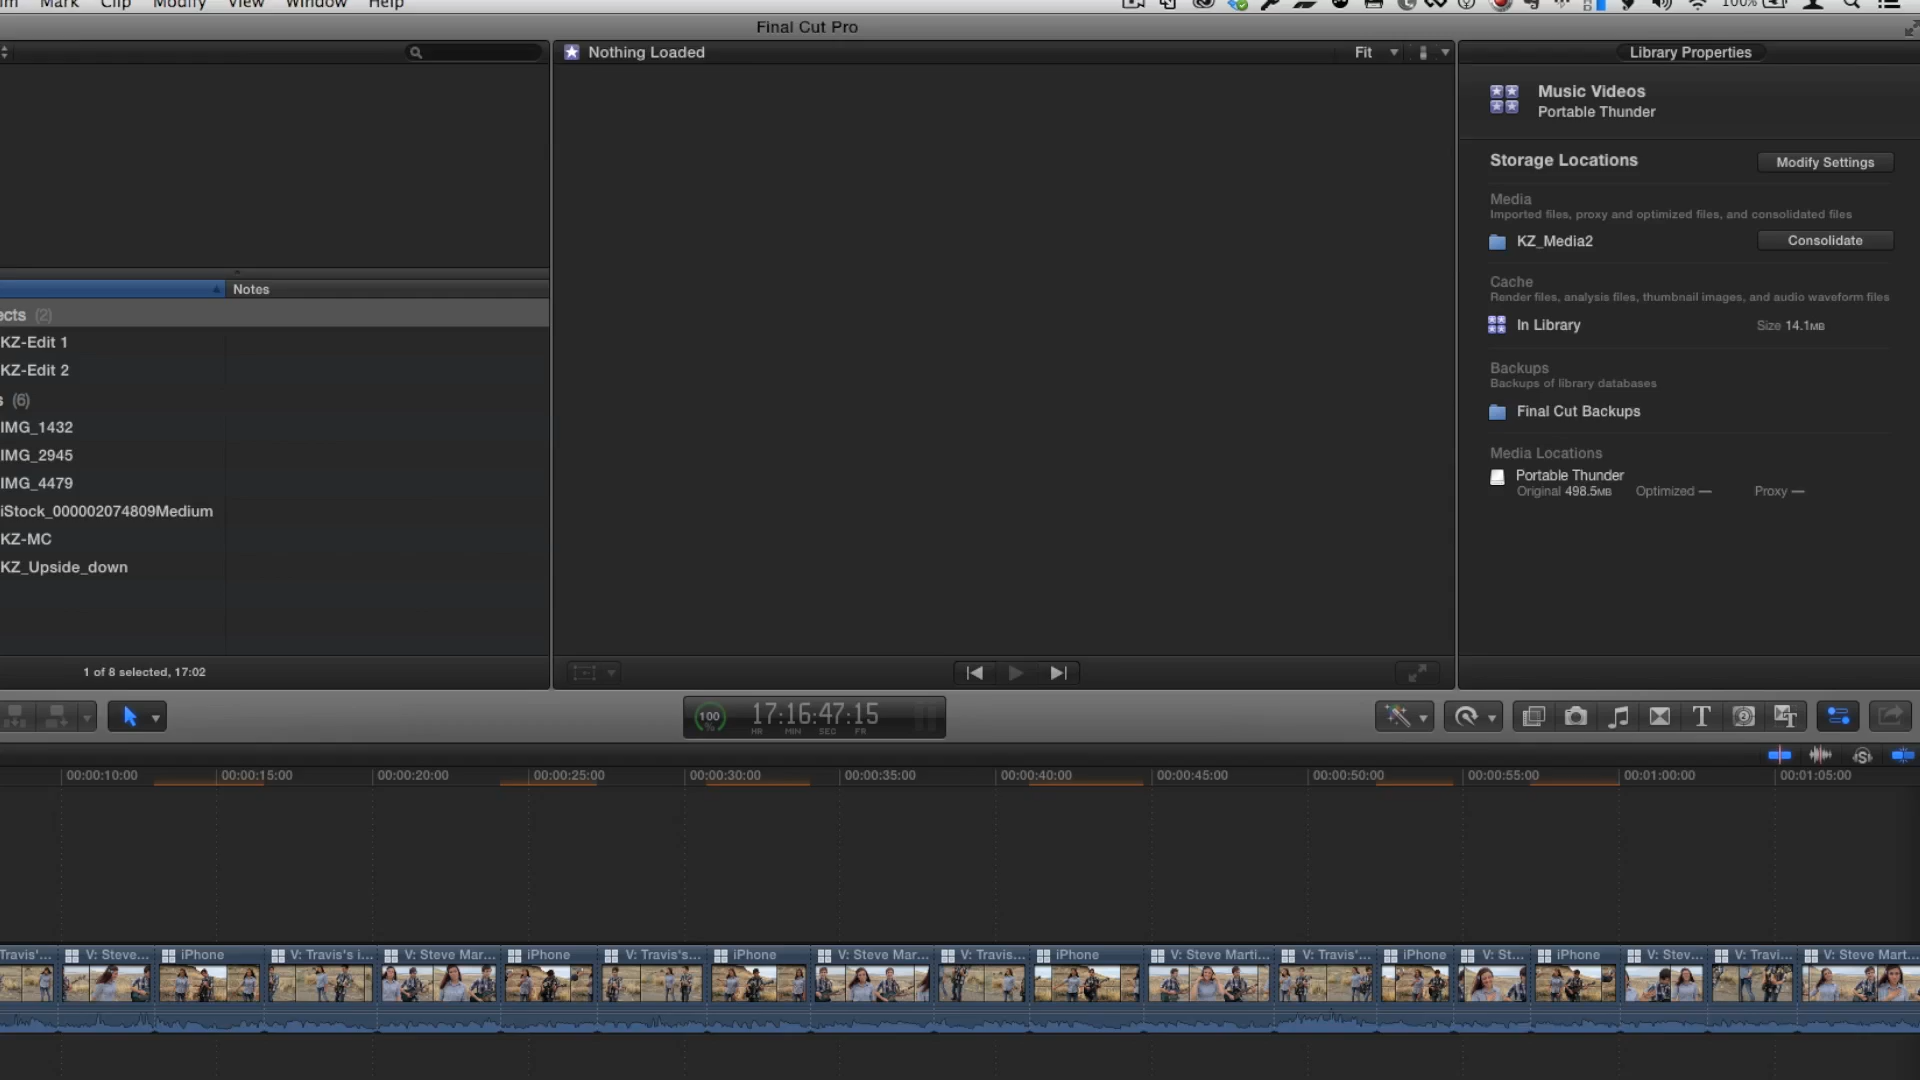 Mark Clip Modify View Window Help
100%
Final Cut Pro
Nothing Loaded
Fit
Library Properties
Music Videos
Portable Thunder
Storage Locations
Modify Settings
Media
Imported files, proxy and optimized files, and consolidated files
KZ_Media2
Consolidate
Cache
Render files, analysis files, thumbnail images, and audio waveform files
In Library
Size 14.1MB
Backups
Backups of library databases
Final Cut Backups
Media Locations
Portable Thunder
Original 498.5MB Optimized — Proxy —
Notes
ects (2)
KZ-Edit 1
KZ-Edit 2
s (6)
IMG_1432
IMG_2945
IMG_4479
iStock_000002074809Medium
KZ-MC
KZ_Upside_down
1 of 8 selected, 17:02
100 %
17:16:47:15
HR MIN SEC FR
00:00:10:00 00:00:15:00 00:00:20:00 00:00:25:00 00:00:30:00 00:00:35:00 00:00:40:00 00:00:45:00 00:00:50:00 00:00:55:00 00:01:00:00 00:01:05:00
Travis'... V: Steve... iPhone V: Travis's i... V: Steve Mar... iPhone V: Travis's... iPhone V: Steve Mar... V: Travis... iPhone V: Steve Marti... V: Travis'... iPhone V: St... iPhone V: Steve... V: Travi... V: Steve Mart...